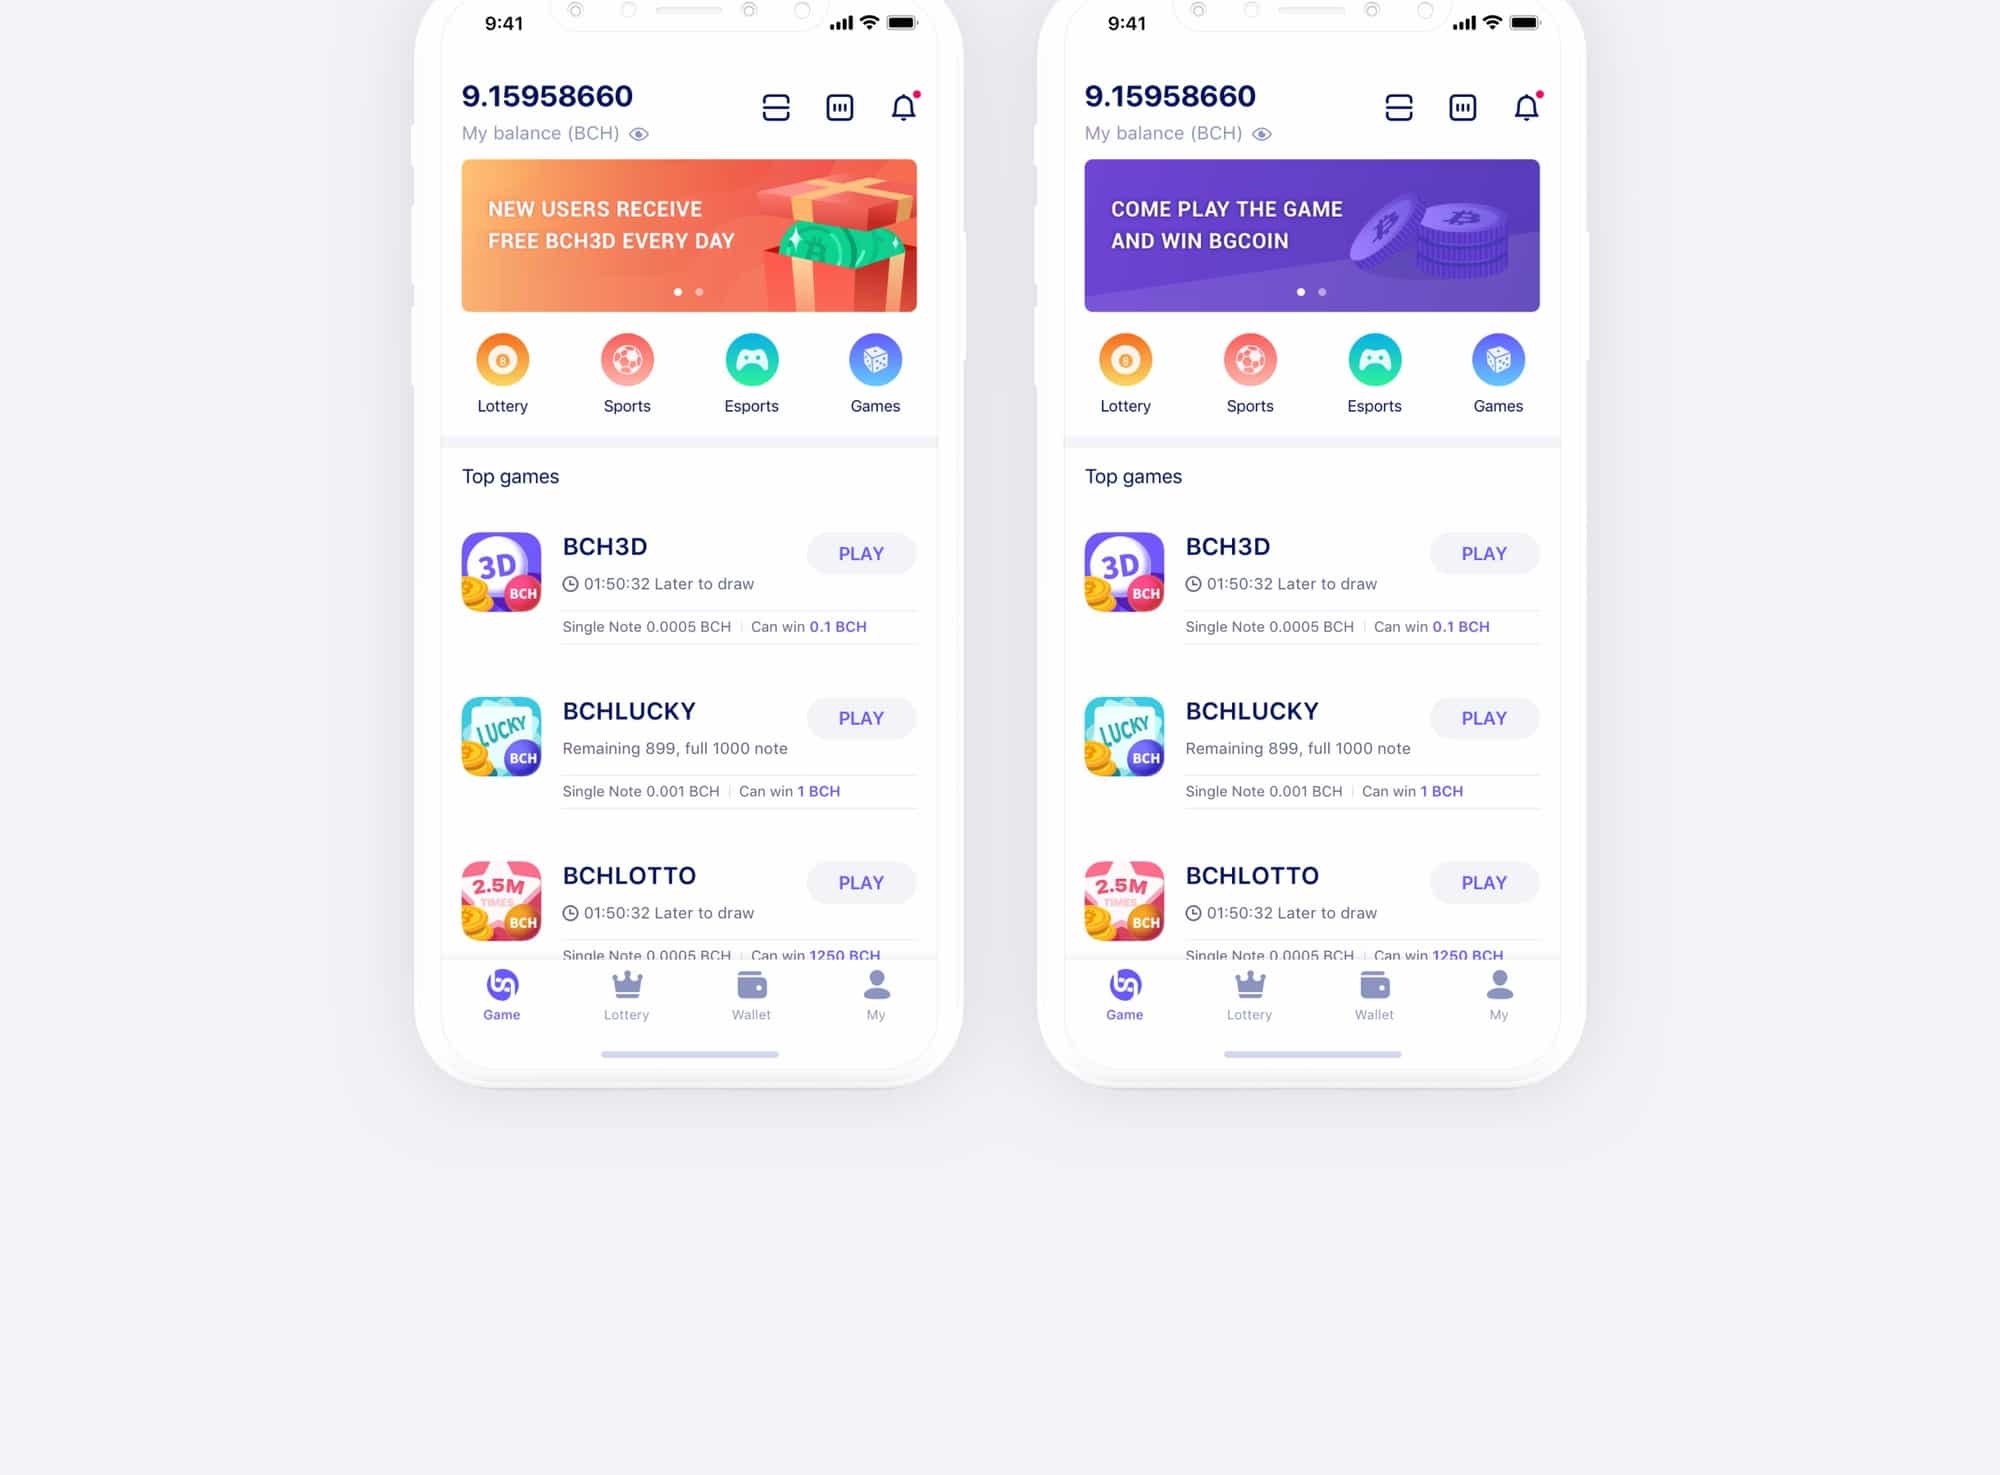 9:41
9.15958660
My balance (BCH)
NEW USERS RECEIVE
FREE BCH3D EVERY DAY
Lottery Sports Esports Games
Top games
3D
BCH
BCH3D
PLAY
01:50:32 Later to draw
Single Note 0.0005 BCH Can win 0.1 BCH
LUCKY
BCH
BCHLUCKY
PLAY
Remaining 899, full 1000 note
Single Note 0.001 BCH Can win 1 BCH
2.5M
TIMES
BCH
BCHLOTTO
PLAY
01:50:32 Later to draw
Single Note 0.0005 BCH Can win 1250 BCH
Game Lottery Wallet My
9:41
9.15958660
My balance (BCH)
COME PLAY THE GAME
AND WIN BGCOIN
8
Lottery Sports Esports Games
Top games
3D
BCH
BCH3D
PLAY
01:50:32 Later to draw
Single Note 0.0005 BCH Can win 0.1 BCH
LUCKY
BCH
BCHLUCKY
PLAY
Remaining 899, full 1000 note
Single Note 0.001 BCH Can win 1 BCH
2.5M
TIMES
BCH
BCHLOTTO
PLAY
01:50:32 Later to draw
Single Note 0.0005 BCH Can win 1250 BCH
Game Lottery Wallet My